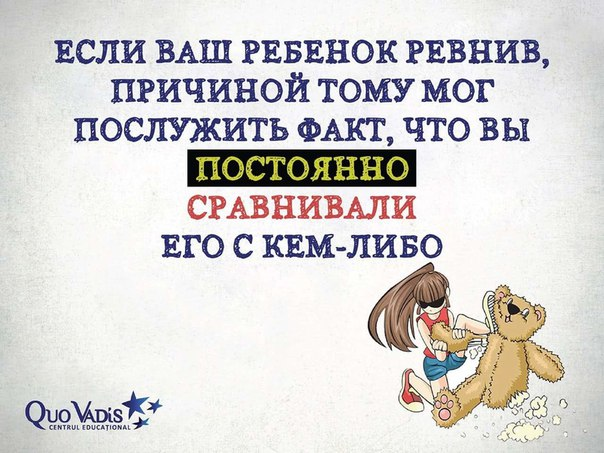 ЕСЛИ ВАШ РЕБЕНОК РЕВНИВ,
ПРИЧИНОЙ ТОМУ МОГ
ПОСЛУЖИТЬ ФАКТ, ЧТО ВЫ
ПОСТОЯННО
СРАВНИВАЛИ
ЕГО С КЕМ-ЛИБО
QUO VADIS
CENTRUL EDUCAȚIONAL